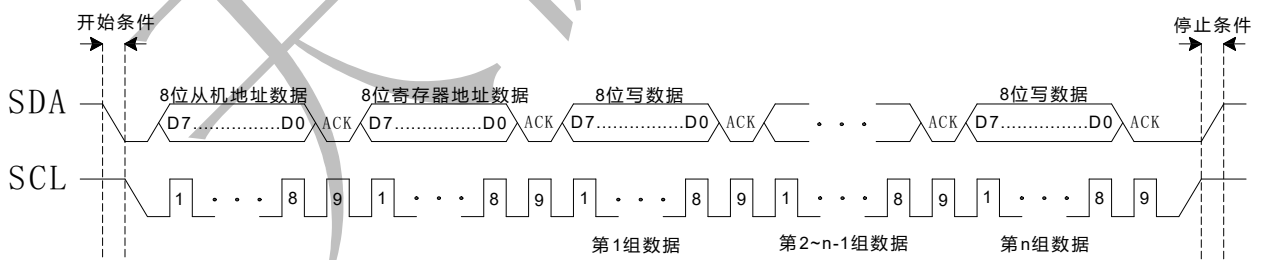 开始条件 停止条件
8位从机地址数据 8位寄存器地址数据 8位写数据 8位写数据
SDA D7................D0 ACK D7................D0 ACK D7................D0 ACK · · · ACK D7................D0 ACK
SCL 1 · · · 8 9 1 · · · 8 9 1 · · · 8 9 1 · · · 8 9 1 · · · 8 9
第1组数据 第2~n-1组数据 第n组数据